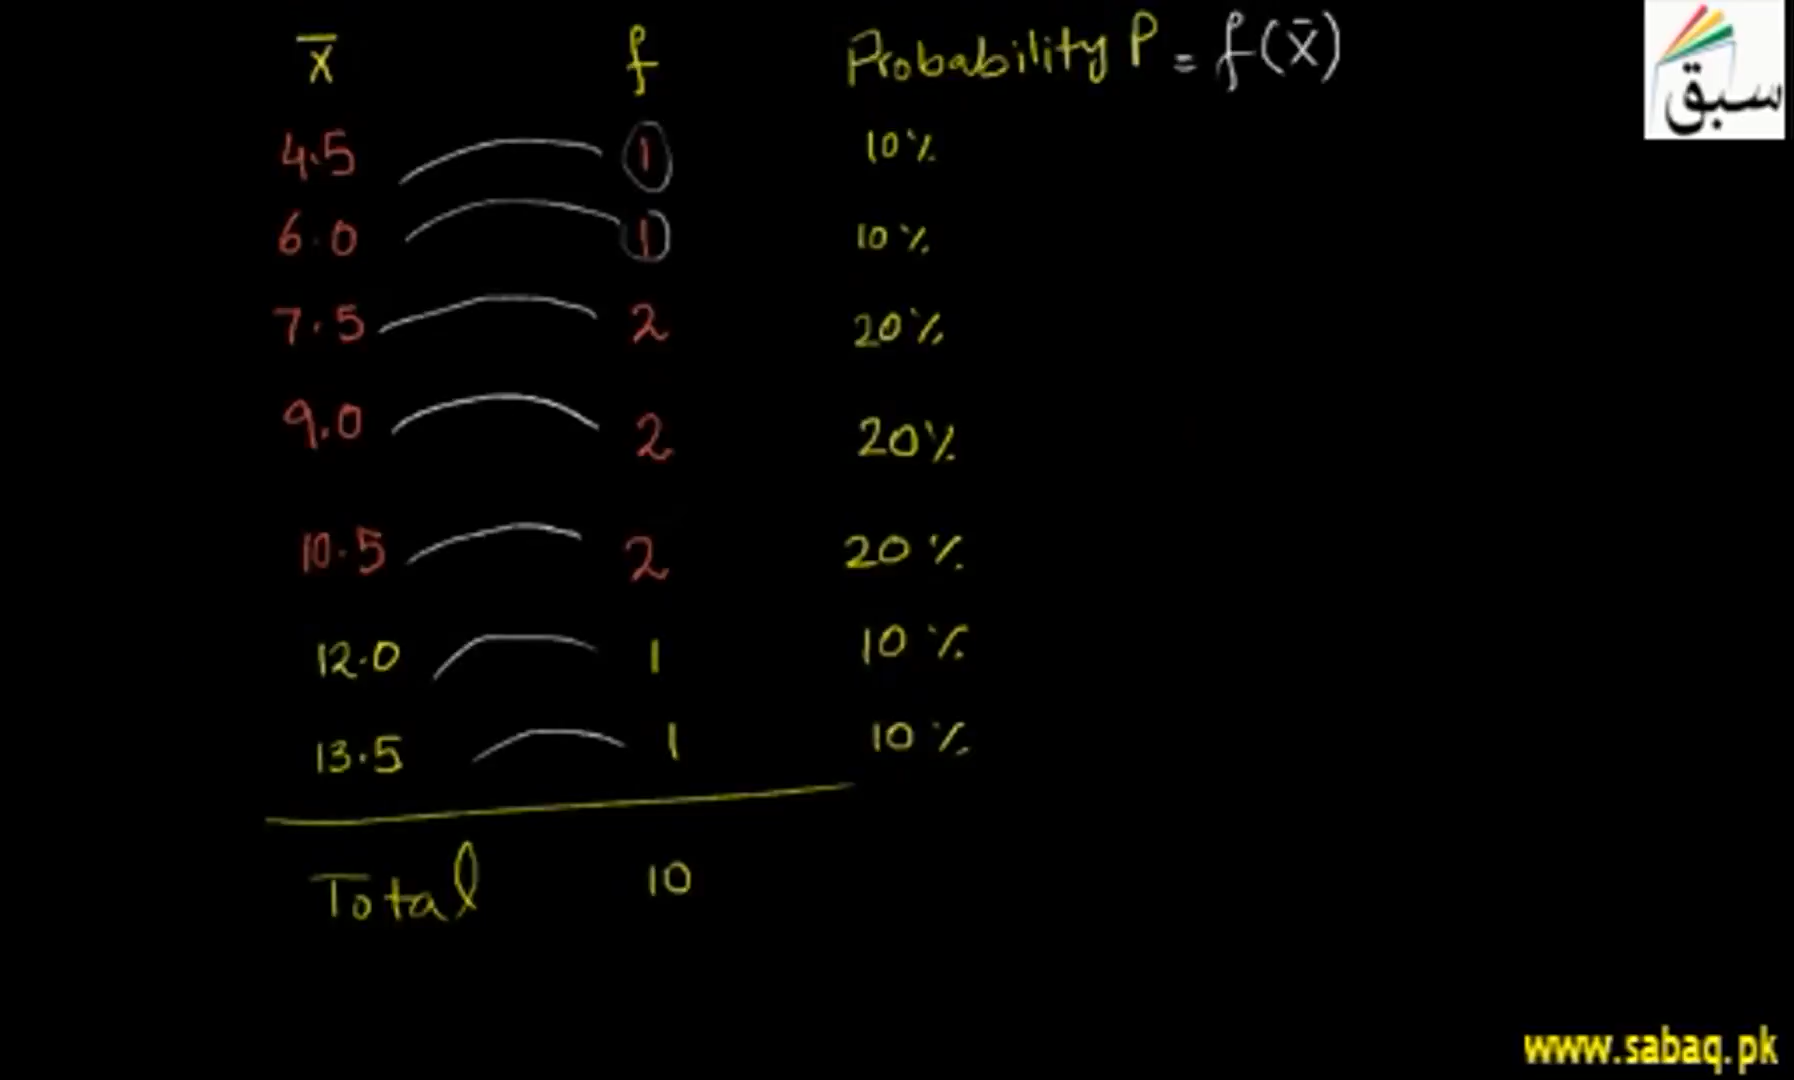 x̄ f Probability P = f(x̄)
سبق
4.5 1 10%
6.0 1 10%
7.5 2 20%
9.0 2 20%
10.5 2 20%
12.0 1 10%
13.5 1 10%
Total 10
www.sabaq.pk